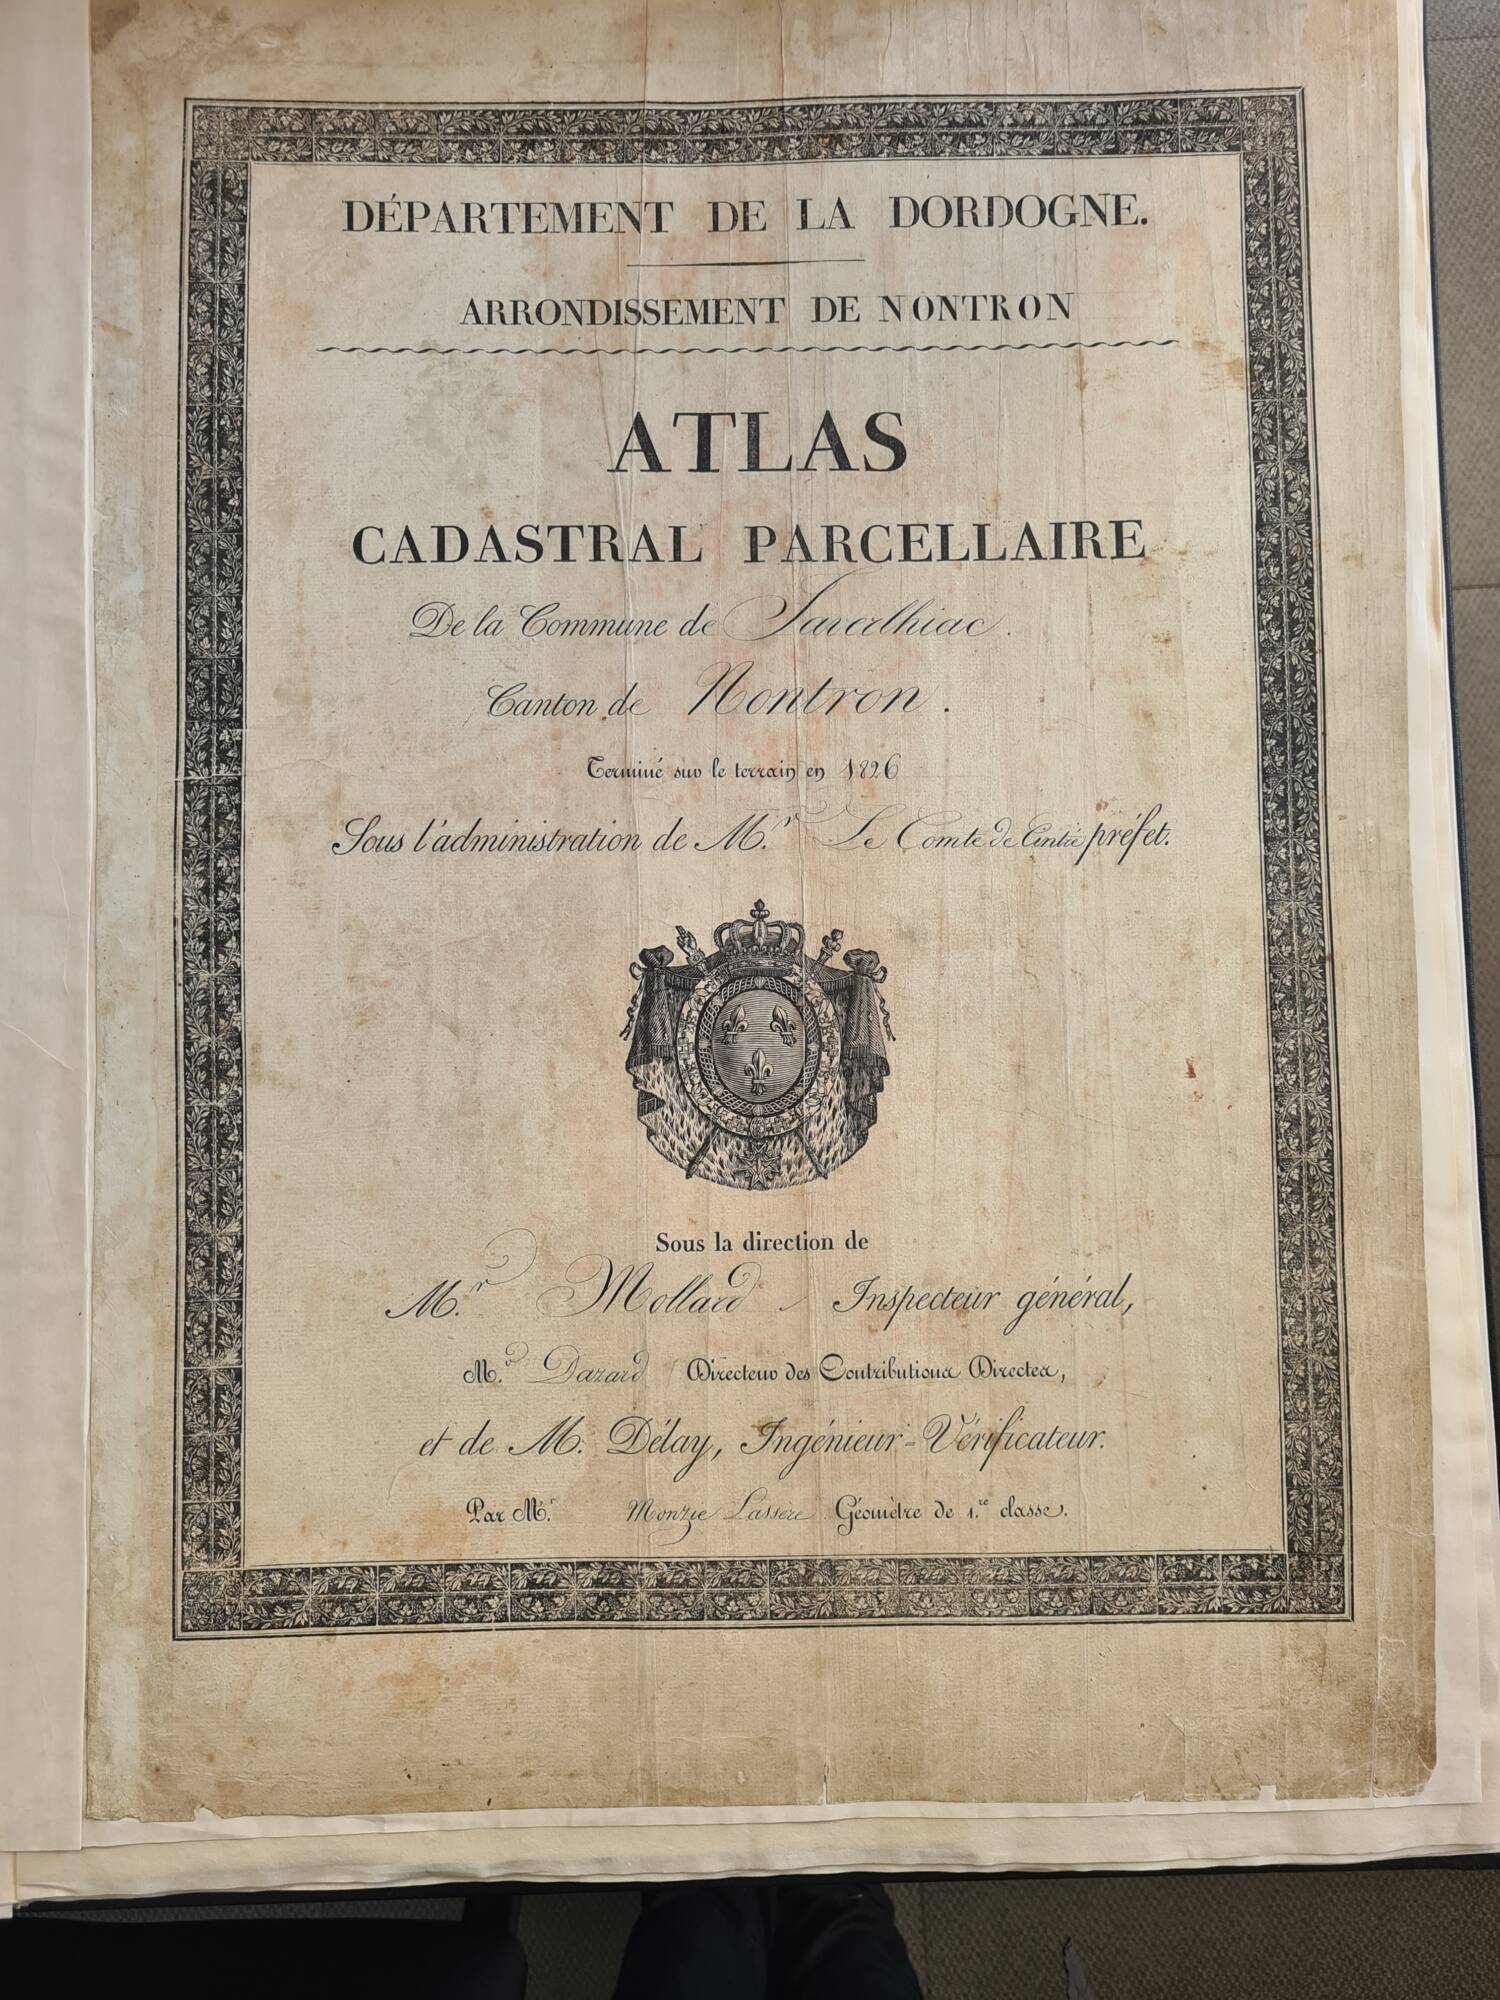 DÉPARTEMENT DE LA DORDOGNE.
ARRONDISSEMENT DE NONTRON
ATLAS
CADASTRAL PARCELLAIRE
De la Commune de Javerlhiac.
Canton de Nontron.
Terminé sur le terrain en 1826
Sous l'administration de M.r Le Comte de Cintré préfet.
Sous la direction de
M.r Mollard Inspecteur général,
M.r Dazard Directeur des Contributions Directes,
et de M. Délay, Ingénieur-Vérificateur.
Par M.r Monzie Lassère Géomètre de 1.re classe.